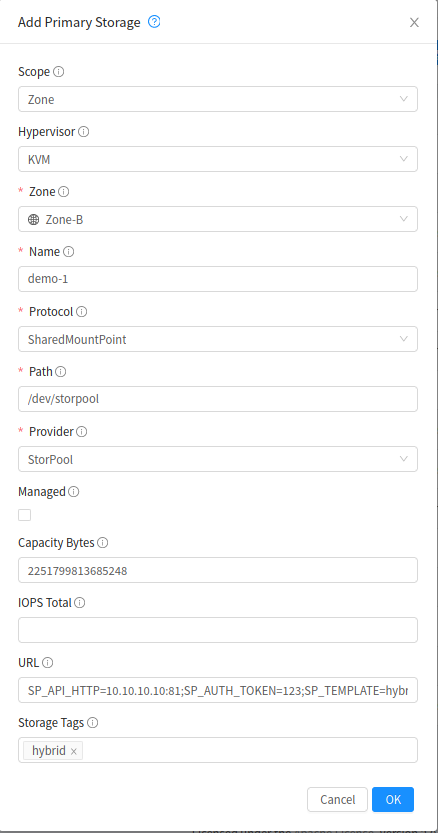 Add Primary Storage
Scope
Zone
Hypervisor
KVM
* Zone
Zone-B
* Name
demo-1
* Protocol
SharedMountPoint
* Path
/dev/storpool
* Provider
StorPool
Managed
Capacity Bytes
2251799813685248
IOPS Total
URL
SP_API_HTTP=10.10.10.10:81;SP_AUTH_TOKEN=123;SP_TEMPLATE=hybr
Storage Tags
hybrid ×
Cancel OK